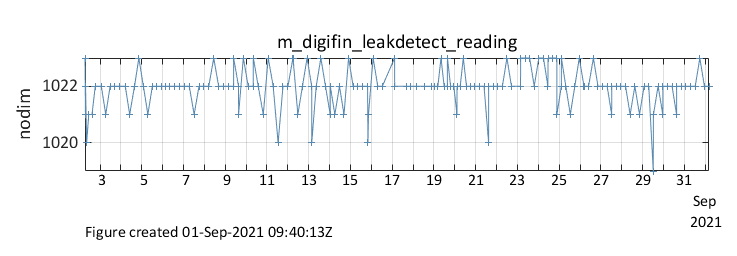 m_digifin_leakdetect_reading
nodim
1022
1020
3 5 7 9 11 13 15 17 19 21 23 25 27 29 31
Sep
2021
Figure created 01-Sep-2021 09:40:13Z